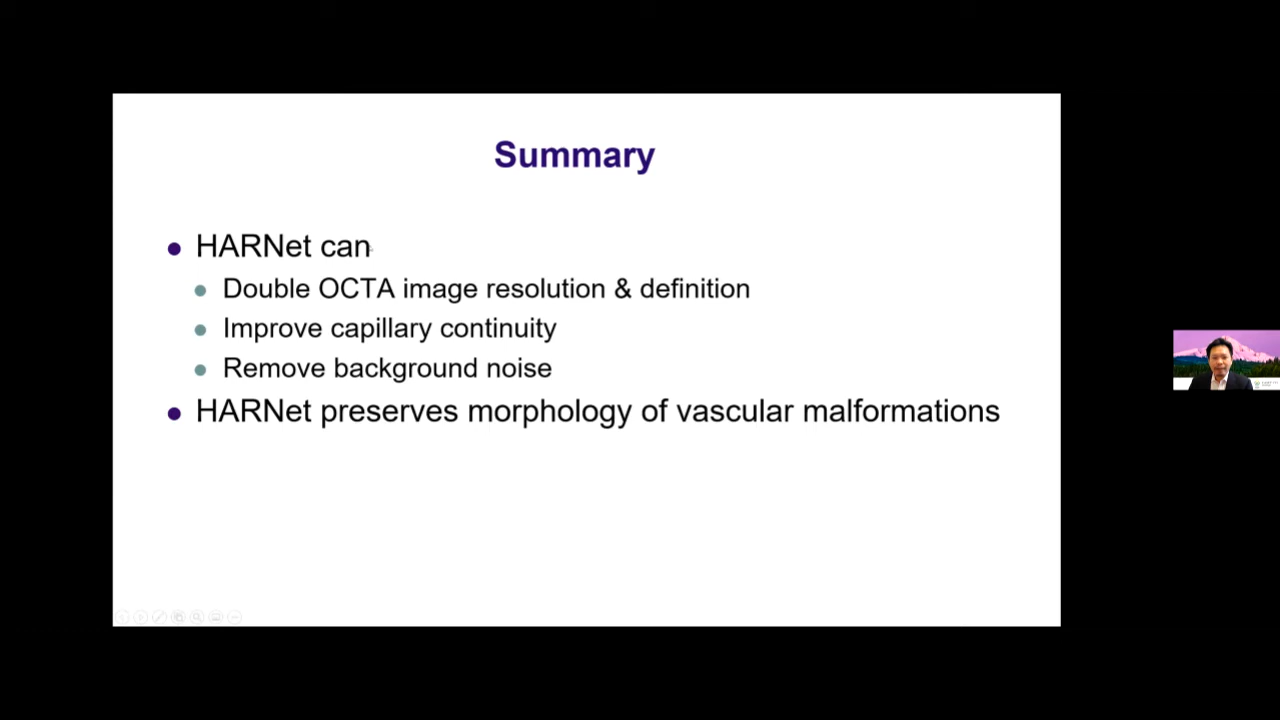 Summary
HARNet can
Double OCTA image resolution & definition
Improve capillary continuity
Remove background noise
HARNet preserves morphology of vascular malformations